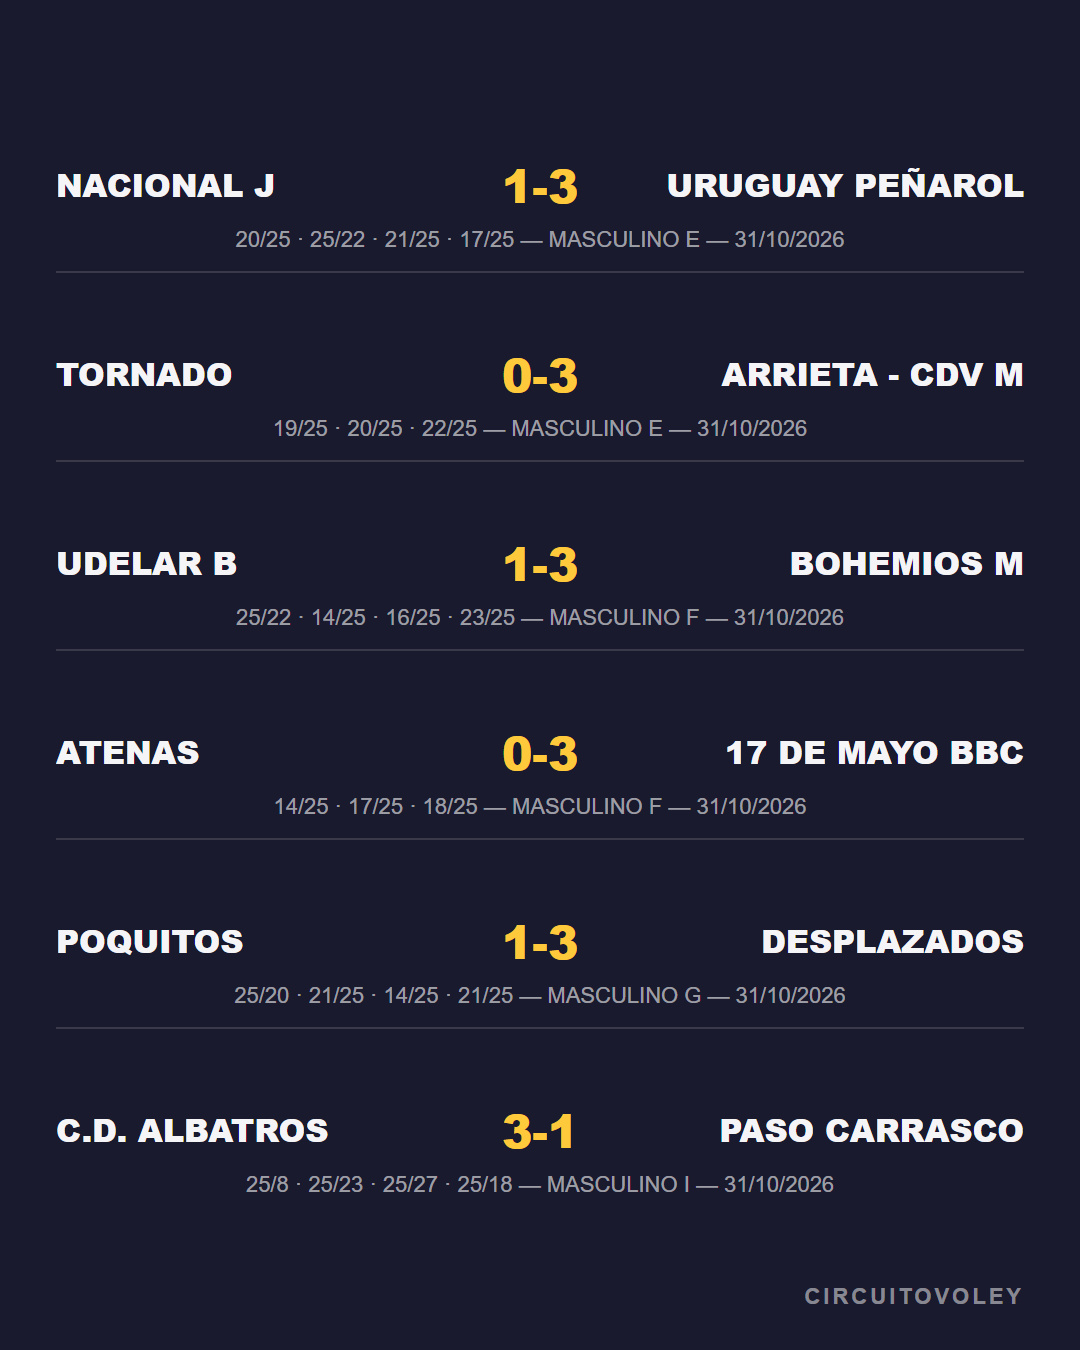 NACIONAL J 1-3 URUGUAY PEÑAROL
20/25 · 25/22 · 21/25 · 17/25 — MASCULINO E — 31/10/2026
TORNADO 0-3 ARRIETA - CDV M
19/25 · 20/25 · 22/25 — MASCULINO E — 31/10/2026
UDELAR B 1-3 BOHEMIOS M
25/22 · 14/25 · 16/25 · 23/25 — MASCULINO F — 31/10/2026
ATENAS 0-3 17 DE MAYO BBC
14/25 · 17/25 · 18/25 — MASCULINO F — 31/10/2026
POQUITOS 1-3 DESPLAZADOS
25/20 · 21/25 · 14/25 · 21/25 — MASCULINO G — 31/10/2026
C.D. ALBATROS 3-1 PASO CARRASCO
25/8 · 25/23 · 25/27 · 25/18 — MASCULINO I — 31/10/2026
CIRCUITOVOLEY